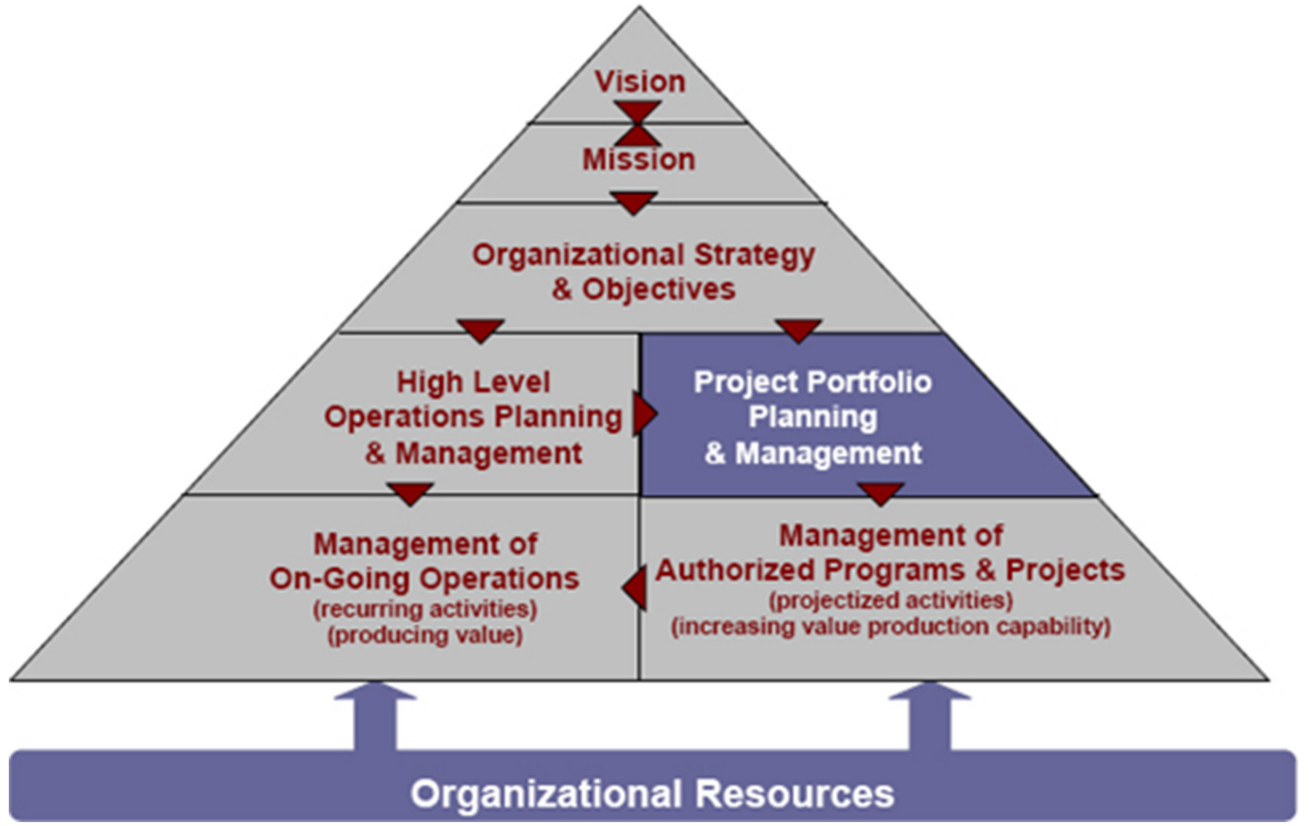 Vision
Mission
Organizational Strategy
& Objectives
High Level
Operations Planning
& Management
Project Portfolio
Planning
& Management
Management of
On-Going Operations
(recurring activities)
(producing value)
Management of
Authorized Programs & Projects
(projectized activities)
(increasing value production capability)
Organizational Resources